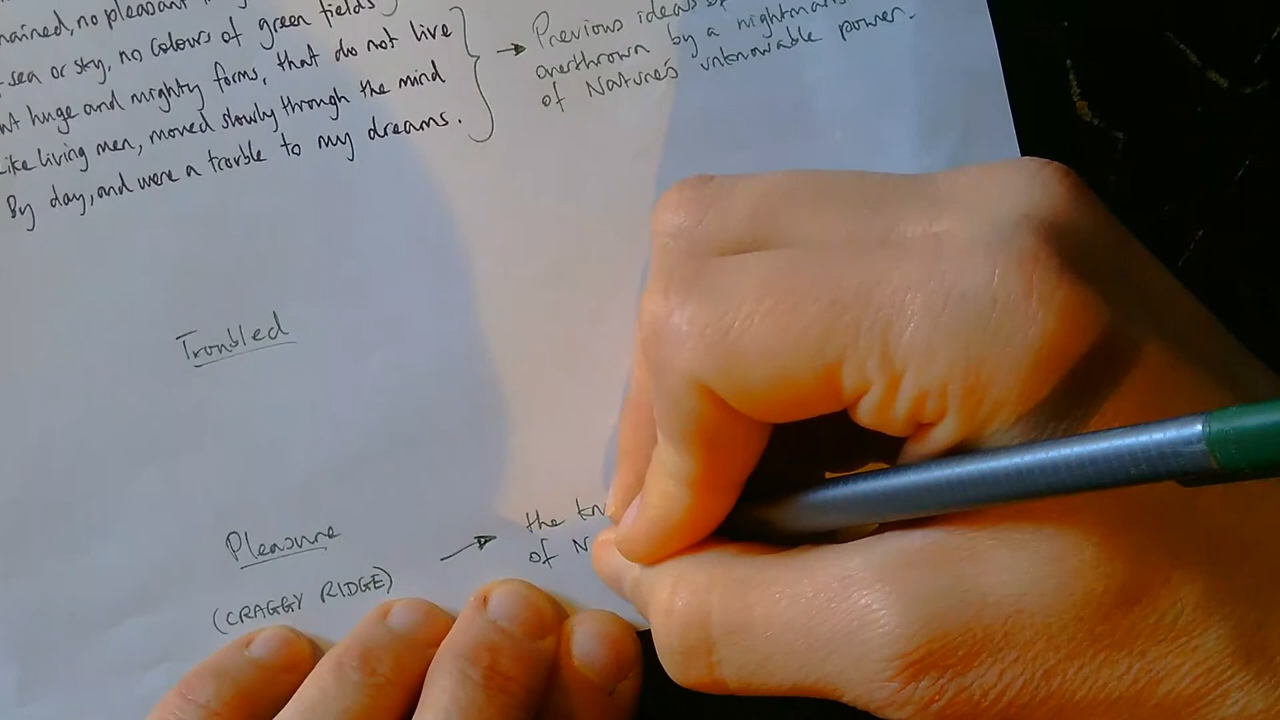 no pleasant
sea or sky, no colours of green fields
huge and mighty forms, that do not live
Like living men, moved slowly through the mind
By day, and were a trouble to my dreams.
Previous ideas
overthrown by a
of Nature's unknowable power.
Troubled
Pleasure
(CRAGGY RIDGE)
the
of N